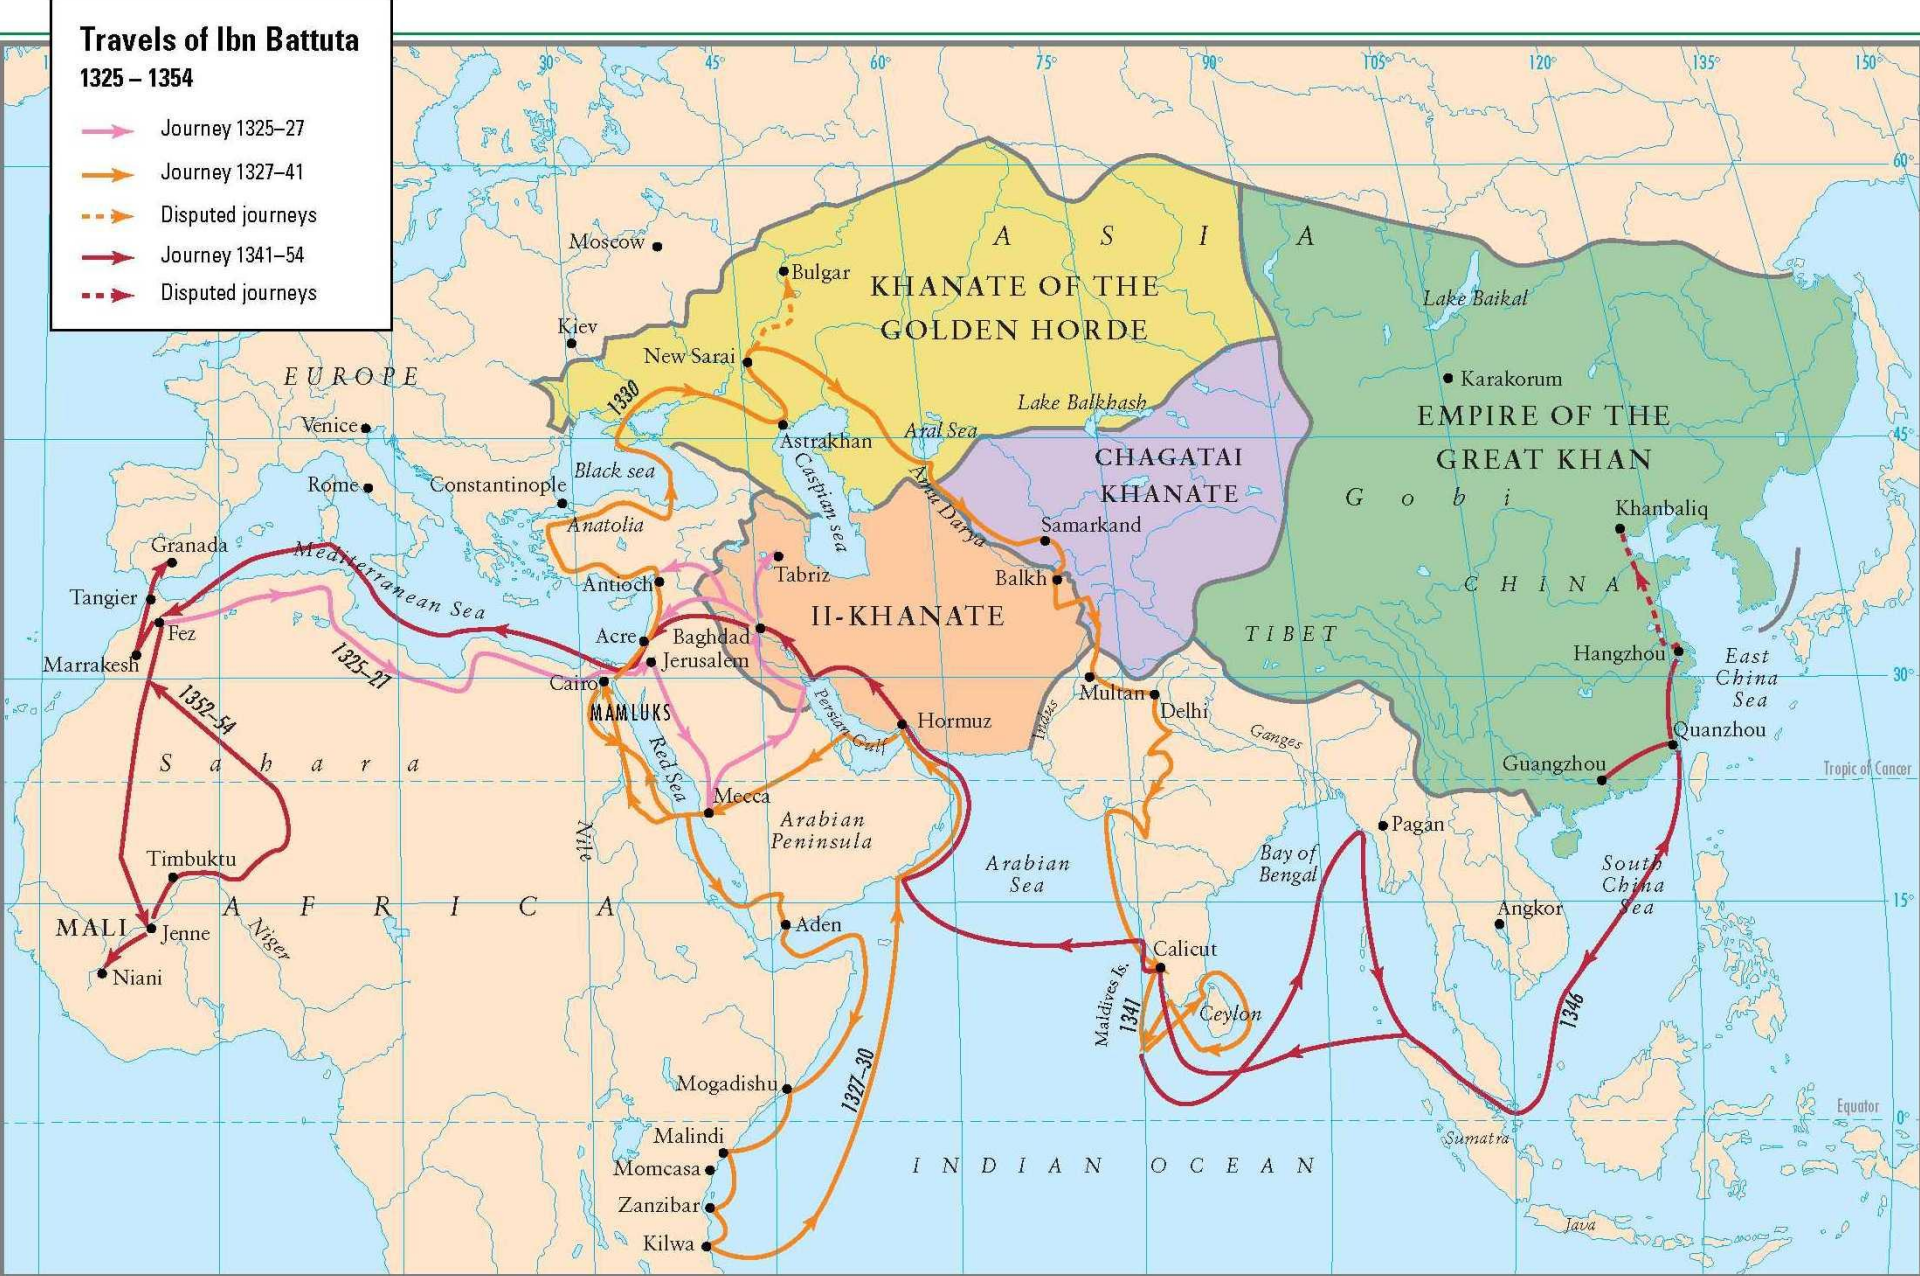 Travels of Ibn Battuta
1325 – 1354
Journey 1325–27
Journey 1327–41
Disputed journeys
Journey 1341–54
Disputed journeys
30°
45°
60°
75°
90°
105°
120°
135°
150°
60°
A S I A
Moscow
Bulgar
KHANATE OF THE
GOLDEN HORDE
Lake Baikal
Kiev
New Sarai
EUROPE
1330
Karakorum
Lake Balkhash
EMPIRE OF THE
GREAT KHAN
Venice
Astrakhan
Aral Sea
45°
CHAGATAI
KHANATE
Black sea
Caspian sea
Rome
Constantinople
Gobi
Amu Darya
Khanbaliq
Anatolia
Samarkand
Granada
Mediterranean Sea
Tabriz
Balkh
Antioch
CHINA
Tangier
II-KHANATE
Fez
Acre
Baghdad
TIBET
Jerusalem
Hangzhou
East
China
Sea
Marrakesh
1325–27
Cairo
30°
Multan
Delhi
1352–54
MAMLUKS
Persian Gulf
Hormuz
Indus
Ganges
Quanzhou
Red Sea
Sahara
Guangzhou
Tropic of Cancer
Mecca
Arabian
Peninsula
Nile
Pagan
Timbuktu
Arabian
Sea
Bay of
Bengal
South
China
Sea
15°
AFRICA
MALI
Jenne
Niger
Aden
Angkor
Calicut
Niani
Maldives Is.
1341
Ceylon
1346
Mogadishu
1327–30
Equator
0°
Malindi
Sumatra
Momcasa
INDIAN OCEAN
Zanzibar
Java
Kilwa